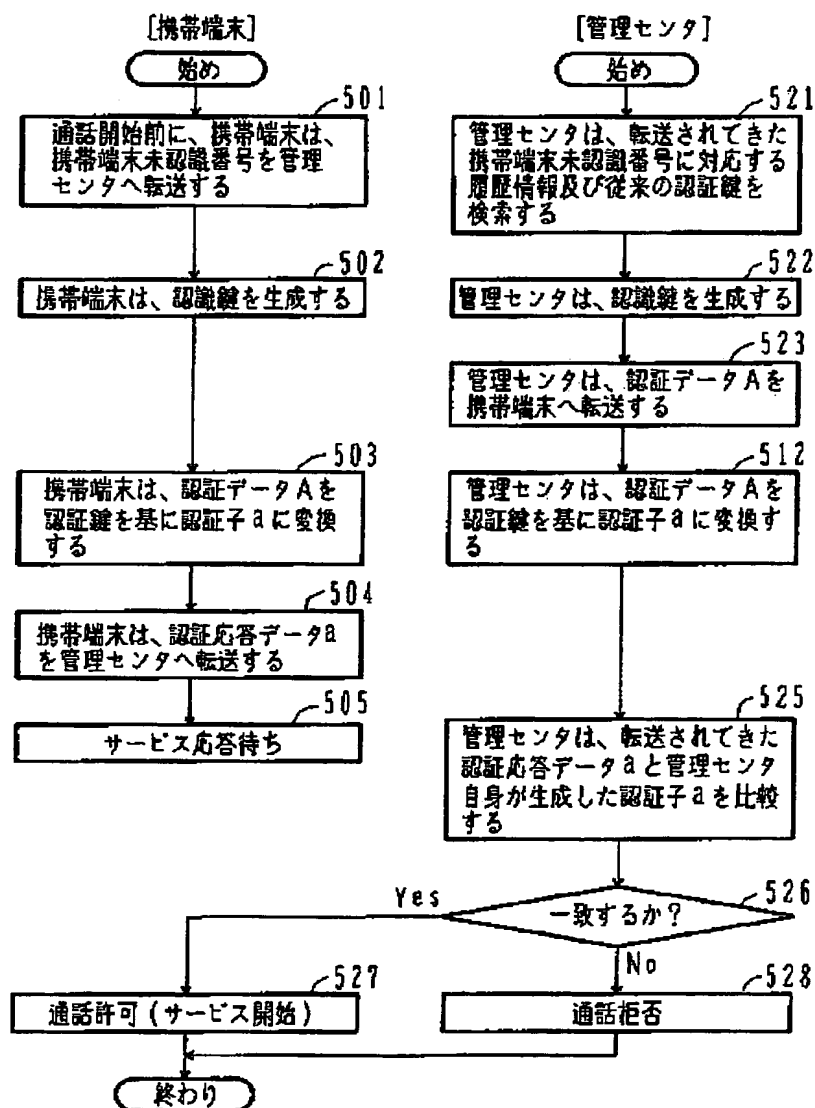 [携帯端末]
始め
501
通話開始前に、携帯端末は、
携帯端末未認識番号を管理
センタへ転送する
502
携帯端末は、認識鍵を生成する
503
携帯端末は、認証データAを
認証鍵を基に認証子aに変換
する
504
携帯端末は、認証応答データa
を管理センタへ転送する
505
サービス応答待ち
[管理センタ]
始め
521
管理センタは、転送されてきた
携帯端末未認識番号に対応する
履歴情報及び従来の認証鍵を
検索する
522
管理センタは、認識鍵を生成する
523
管理センタは、認証データAを
携帯端末へ転送する
512
管理センタは、認証データAを
認証鍵を基に認証子aに変換す
る
525
管理センタは、転送されてきた
認証応答データaと管理センタ
自身が生成した認証子aを比較
する
526
一致するか?
Yes
No
527
通話許可(サービス開始)
528
通話拒否
終わり